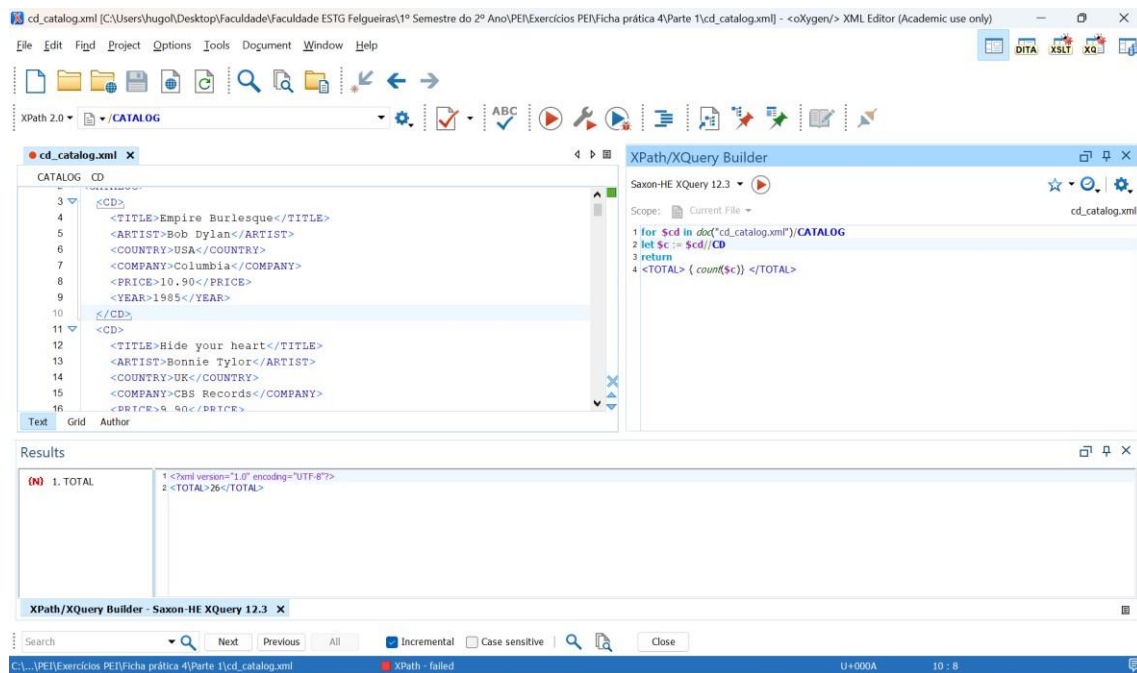 cd_catalog.xml [C:\Users\hugol\Desktop\Faculdade\Faculdade ESTG Felgueiras\1º Semestre do 2º Ano\PEI\Exercícios PEI\Ficha prática 4\Parte 1\cd_catalog.xml] - <oXygen/> XML Editor (Academic use only)
File Edit Find Project Options Tools Document Window Help
DITA XSLT XQ
XPath 2.0 /CATALOG
ABC
cd_catalog.xml X
CATALOG CD
3 <CD>
4 <TITLE>Empire Burlesque</TITLE>
5 <ARTIST>Bob Dylan</ARTIST>
6 <COUNTRY>USA</COUNTRY>
7 <COMPANY>Columbia</COMPANY>
8 <PRICE>10.90</PRICE>
9 <YEAR>1985</YEAR>
10 </CD>
11 <CD>
12 <TITLE>Hide your heart</TITLE>
13 <ARTIST>Bonnie Tylor</ARTIST>
14 <COUNTRY>UK</COUNTRY>
15 <COMPANY>CBS Records</COMPANY>
16 <PRICE>9.90</PRICE>
Text Grid Author
XPath/XQuery Builder
Saxon-HE XQuery 12.3
Scope: Current File cd_catalog.xml
1 for $cd in doc("cd_catalog.xml")/CATALOG
2 let $c := $cd//CD
3 return
4 <TOTAL> { count($c)} </TOTAL>
Results
{N} 1. TOTAL
1 <?xml version="1.0" encoding="UTF-8"?>
2 <TOTAL>26</TOTAL>
XPath/XQuery Builder - Saxon-HE XQuery 12.3 X
Search Next Previous All Incremental Case sensitive Close
C:\...\PEI\Exercícios PEI\Ficha prática 4\Parte 1\cd_catalog.xml XPath - failed U+000A 10 : 8